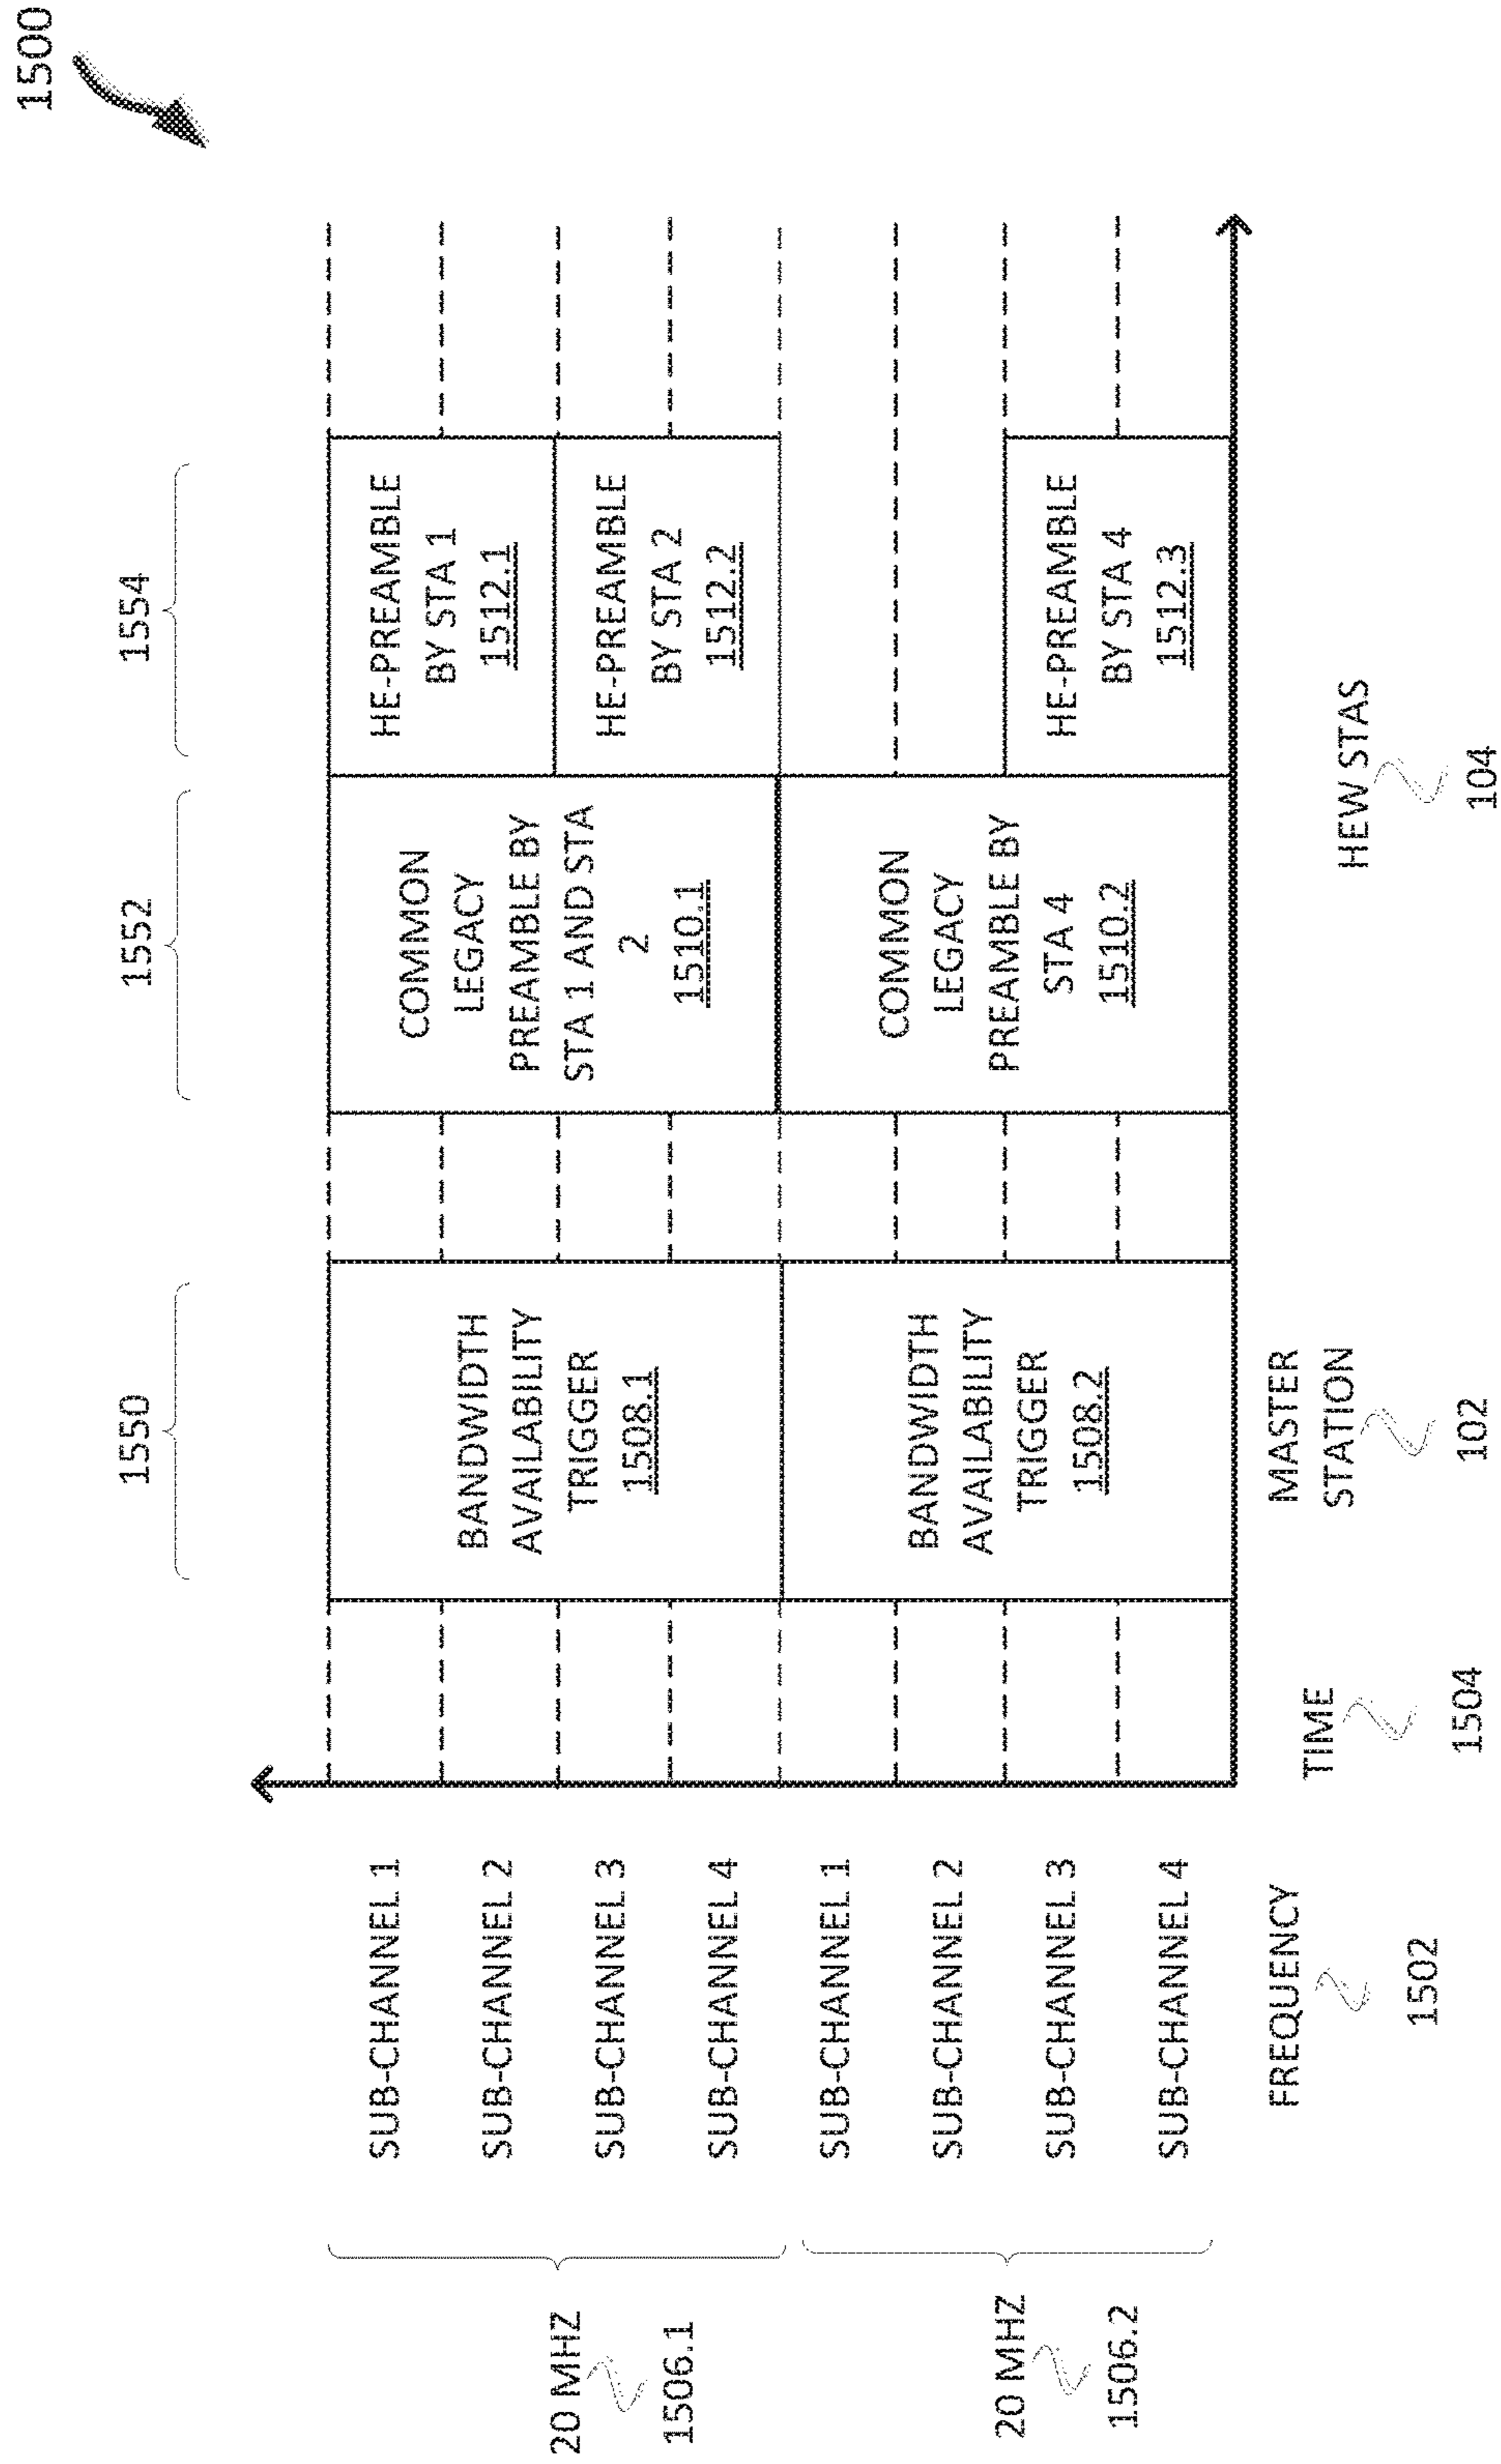 1500
1550
1552
1554
20 MHZ
1506.1
SUB-CHANNEL 1
SUB-CHANNEL 2
SUB-CHANNEL 3
SUB-CHANNEL 4
20 MHZ
1506.2
SUB-CHANNEL 1
SUB-CHANNEL 2
SUB-CHANNEL 3
SUB-CHANNEL 4
BANDWIDTH
AVAILABILITY
TRIGGER
1508.1
BANDWIDTH
AVAILABILITY
TRIGGER
1508.2
COMMON
LEGACY
PREAMBLE BY
STA 1 AND STA
2
1510.1
COMMON
LEGACY
PREAMBLE BY
STA 4
1510.2
HE-PREAMBLE
BY STA 1
1512.1
HE-PREAMBLE
BY STA 2
1512.2
HE-PREAMBLE
BY STA 4
1512.3
FREQUENCY
1502
TIME
1504
MASTER
STATION
102
HEW STAS
104